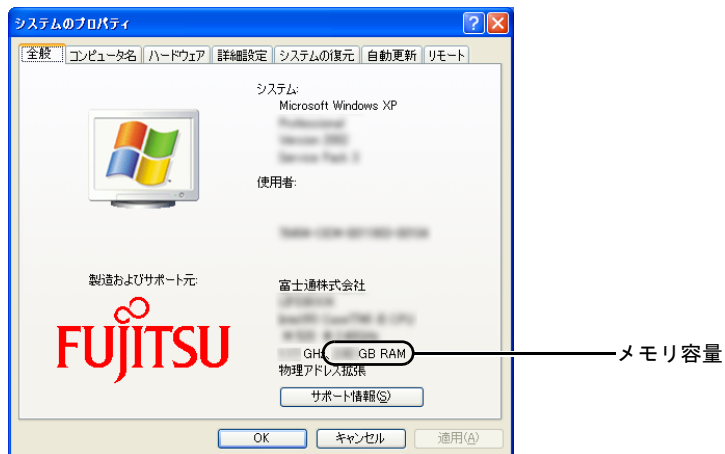 システムのプロパティ
全般 コンピュータ名 ハードウェア 詳細設定 システムの復元 自動更新 リモート
システム:
Microsoft Windows XP
使用者:
製造およびサポート元:
富士通株式会社
FUJITSU
GHz GB RAM
メモリ容量
物理アドレス拡張
サポート情報(S)
OK キャンセル 適用(A)